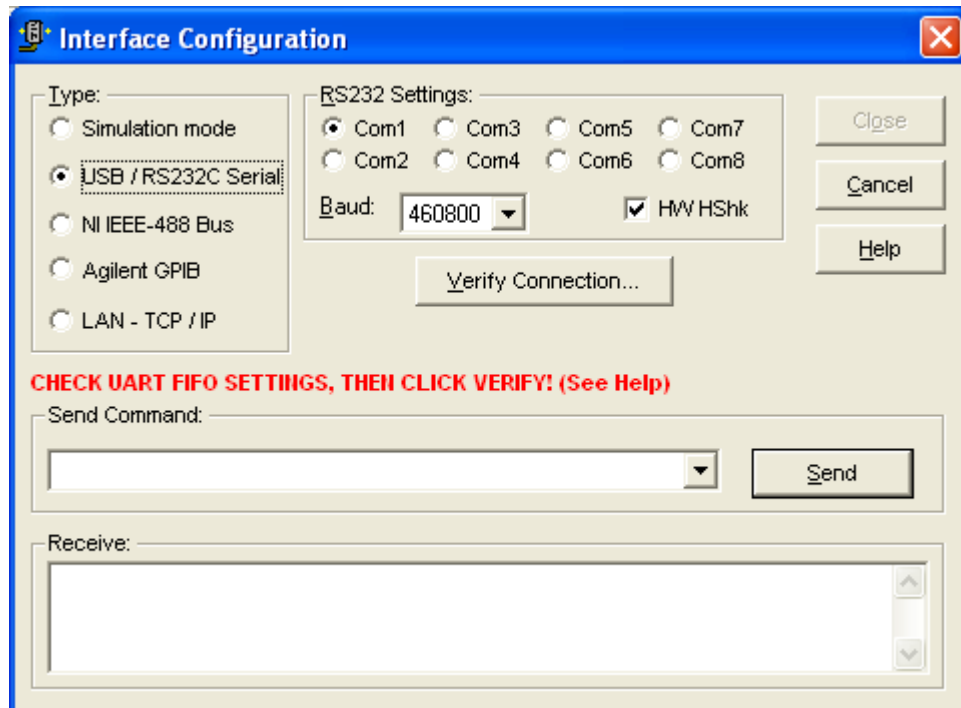 Interface Configuration
Type:
Simulation mode
USB / RS232C Serial
NI IEEE-488 Bus
Agilent GPIB
LAN - TCP / IP
RS232 Settings:
Com1 Com3 Com5 Com7
Com2 Com4 Com6 Com8
Baud: 460800 HW HShk
Verify Connection...
Close
Cancel
Help
CHECK UART FIFO SETTINGS, THEN CLICK VERIFY! (See Help)
Send Command:
Send
Receive: